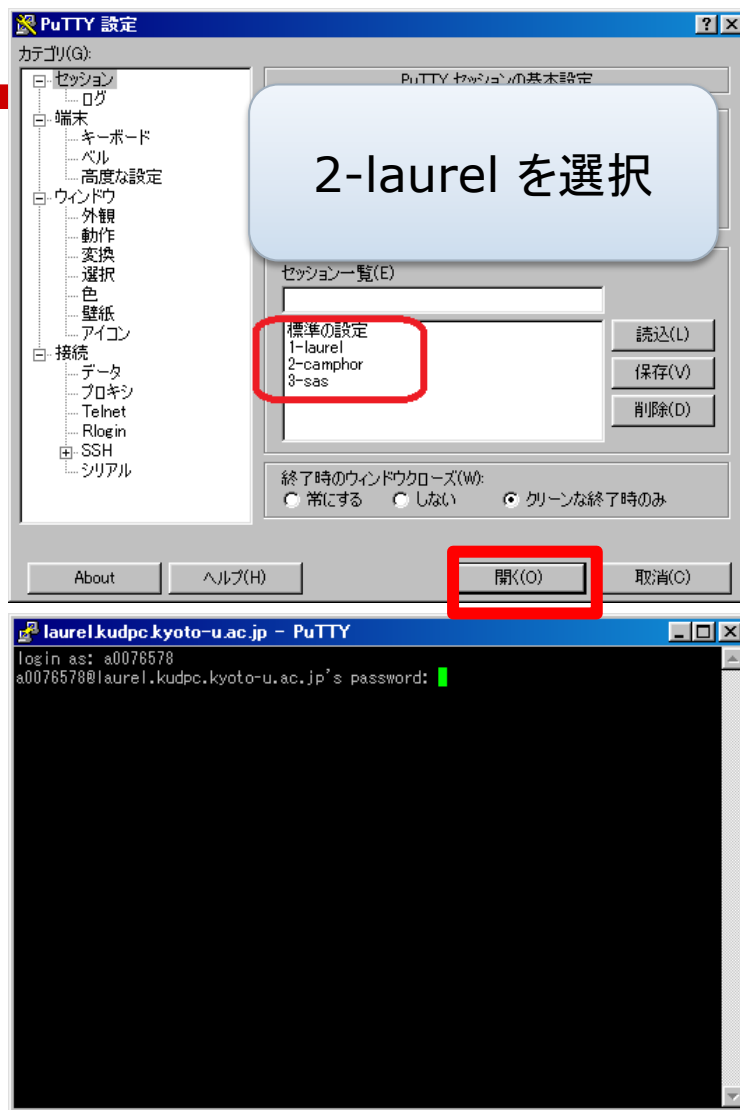 PuTTY 設定
カテゴリ(G):
セッション
ログ
端末
キーボード
ベル
高度な設定
ウィンドウ
外観
動作
変換
選択
色
壁紙
アイコン
接続
データ
プロキシ
Telnet
Rlogin
SSH
シリアル
PuTTY セッションの基本設定
2-laurel を選択
セッション一覧(E)
標準の設定
1-laurel
2-camphor
3-sas
読込(L)
保存(V)
削除(D)
終了時のウィンドウクローズ(W):
常にする しない クリーンな終了時のみ
About ヘルプ(H) 開く(O) 取消(C)
laurel.kudpc.kyoto-u.ac.jp - PuTTY
login as: a0076578
a0076578@laurel.kudpc.kyoto-u.ac.jp's password: